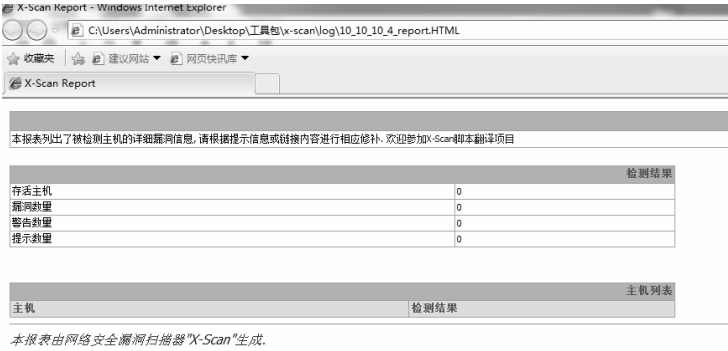 X-Scan Report - Windows Internet Explorer
C:\Users\Administrator\Desktop\工具包\x-scan\log\10_10_10_4_report.HTML
收藏夹 建议网站 ▼ 网页快讯库 ▼
X-Scan Report
本报表列出了被检测主机的详细漏洞信息, 请根据提示信息或链接内容进行相应修补. 欢迎参加X-Scan脚本翻译项目
检测结果
存活主机 0
漏洞数量 0
警告数量 0
提示数量 0
主机列表
主机 检测结果
本报表由网络安全漏洞扫描器"X-Scan"生成.